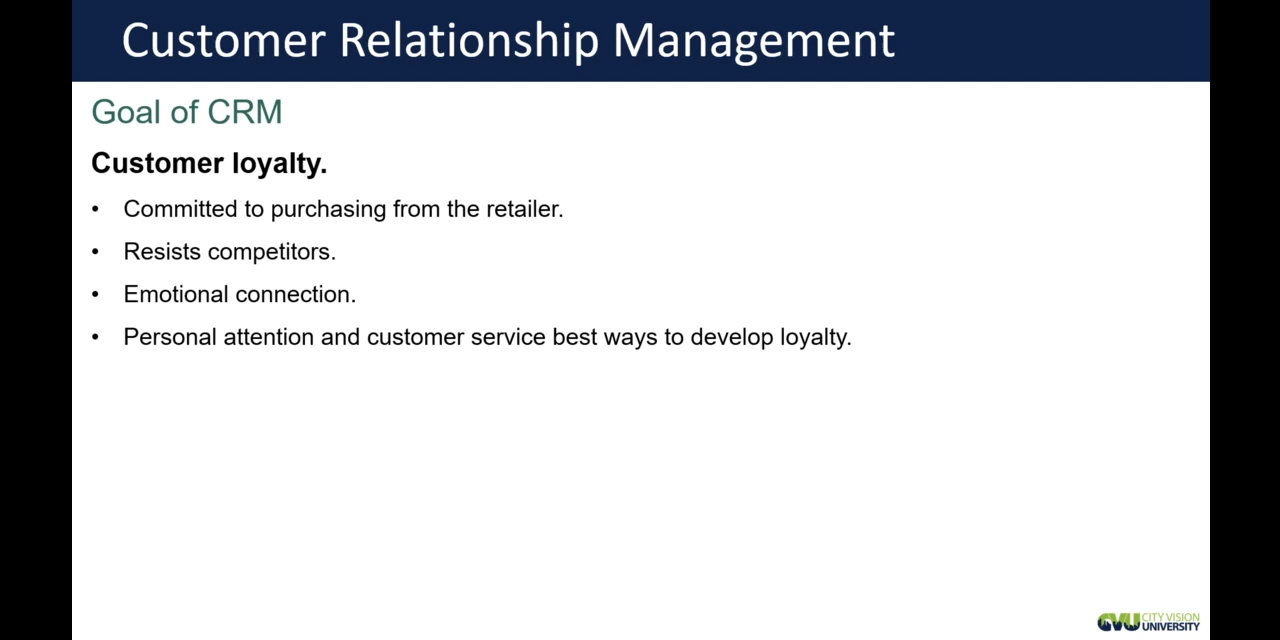 Customer Relationship Management
Goal of CRM
Customer loyalty.
• Committed to purchasing from the retailer.
• Resists competitors.
• Emotional connection.
• Personal attention and customer service best ways to develop loyalty.
CVU CITY VISION
UNIVERSITY